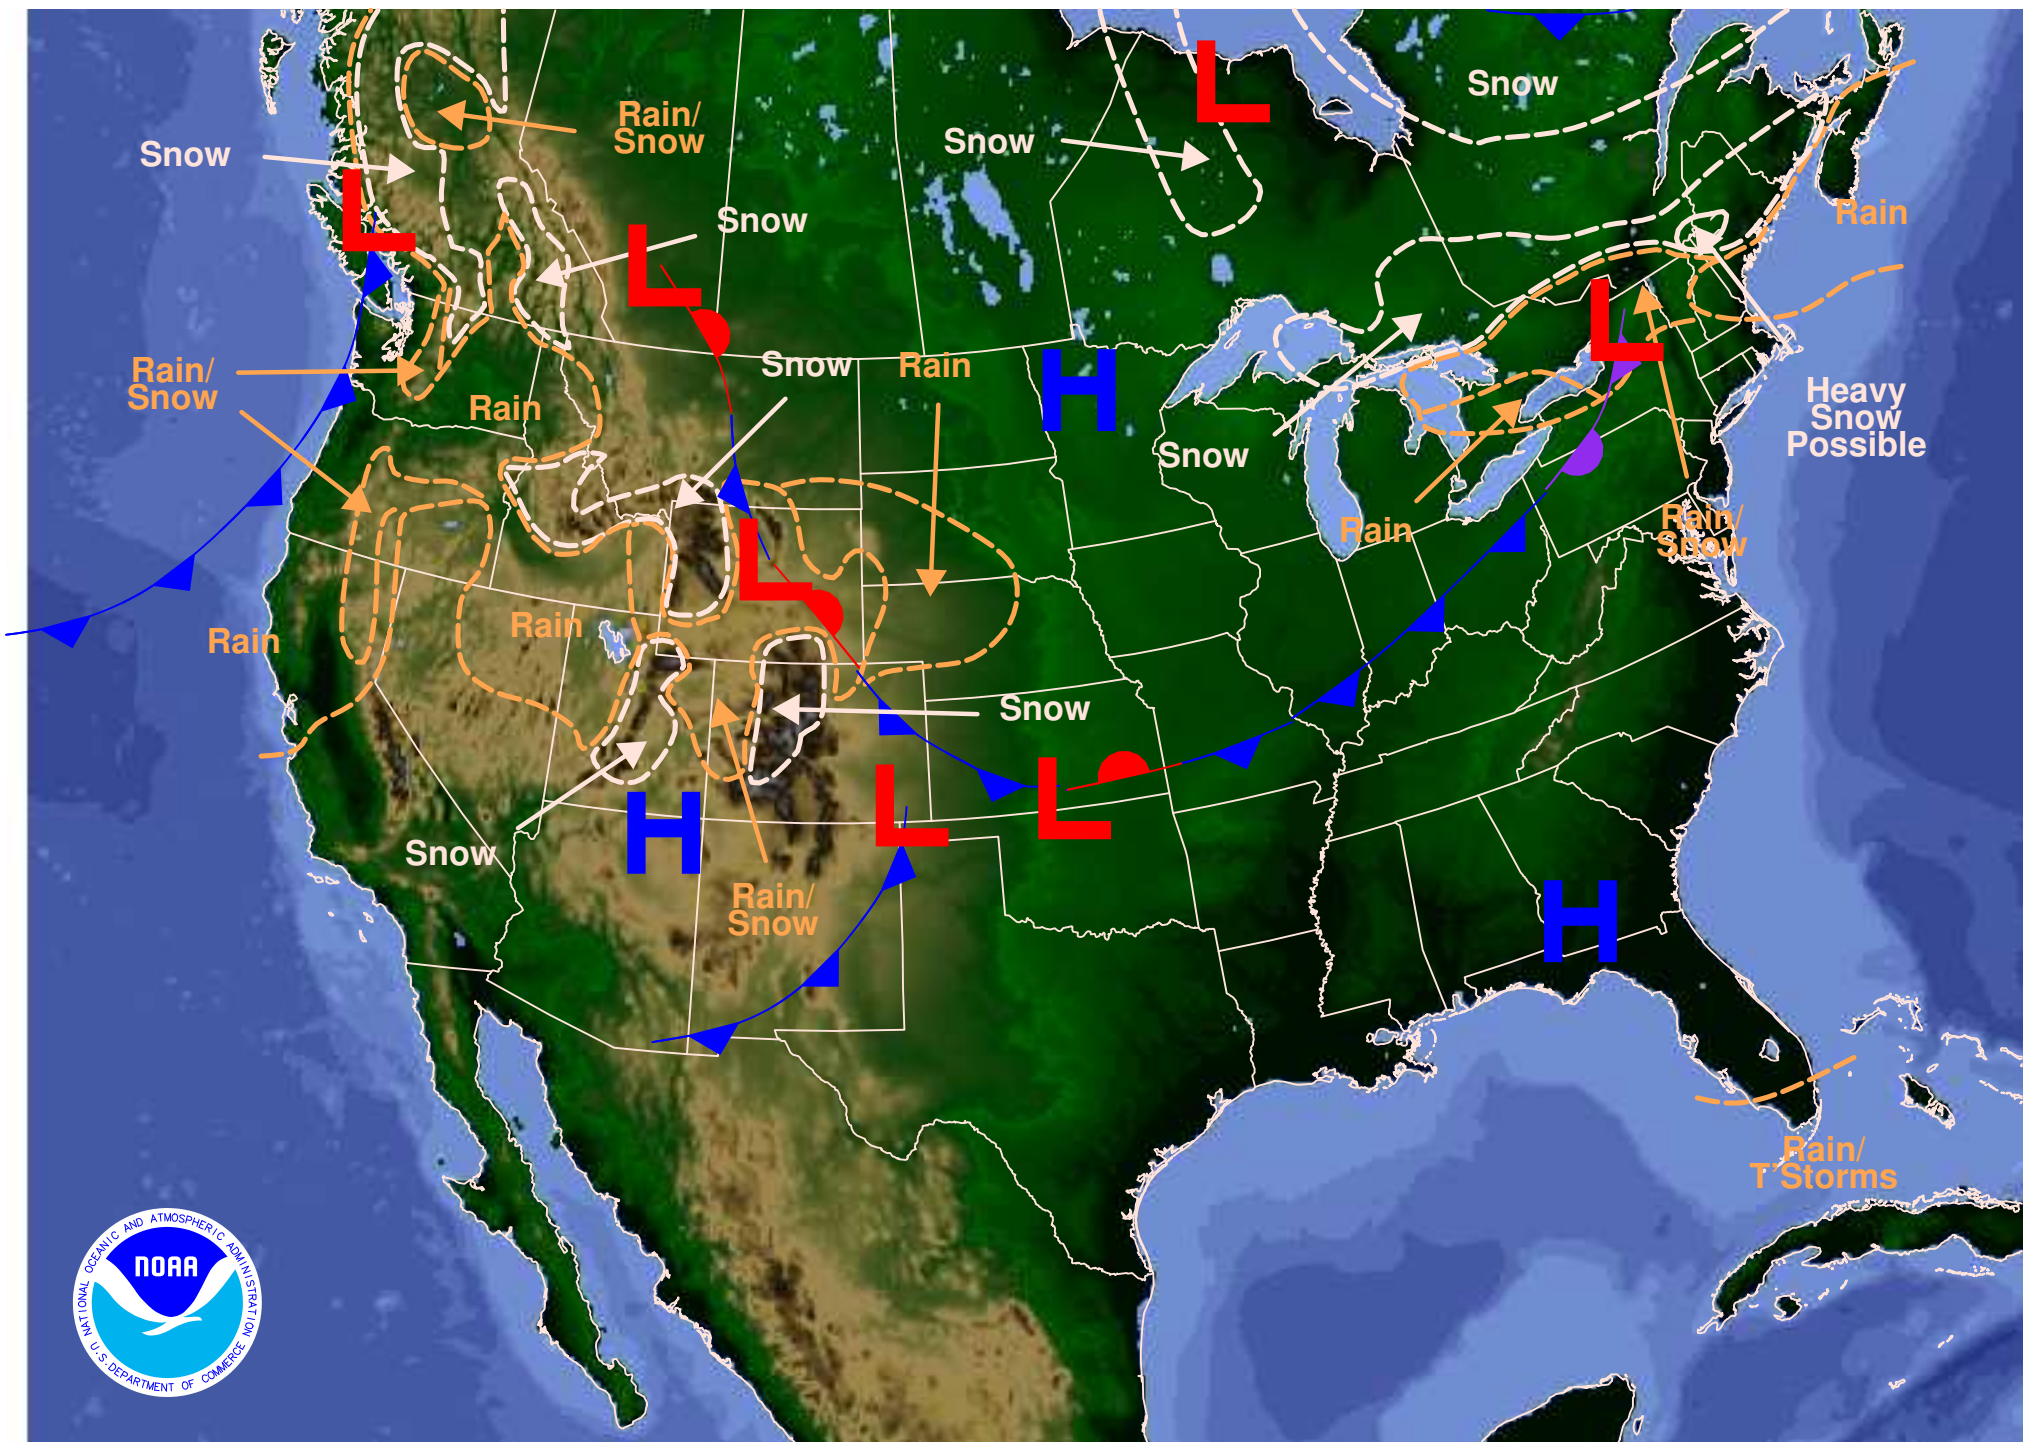 Snow
Rain/
Snow
L
Snow
Snow
L
Rain
Snow
L
L
Heavy
Snow
Possible
Rain/
Snow
Rain
Snow
Rain
H
Snow
L
Rain
Rain/
Snow
L
Rain
Rain
Snow
L
L
H
Snow
Rain/
Snow
H
Rain/
T'Storms
NATIONAL OCEANIC AND ATMOSPHERIC ADMINISTRATION
NOAA
U.S. DEPARTMENT OF COMMERCE